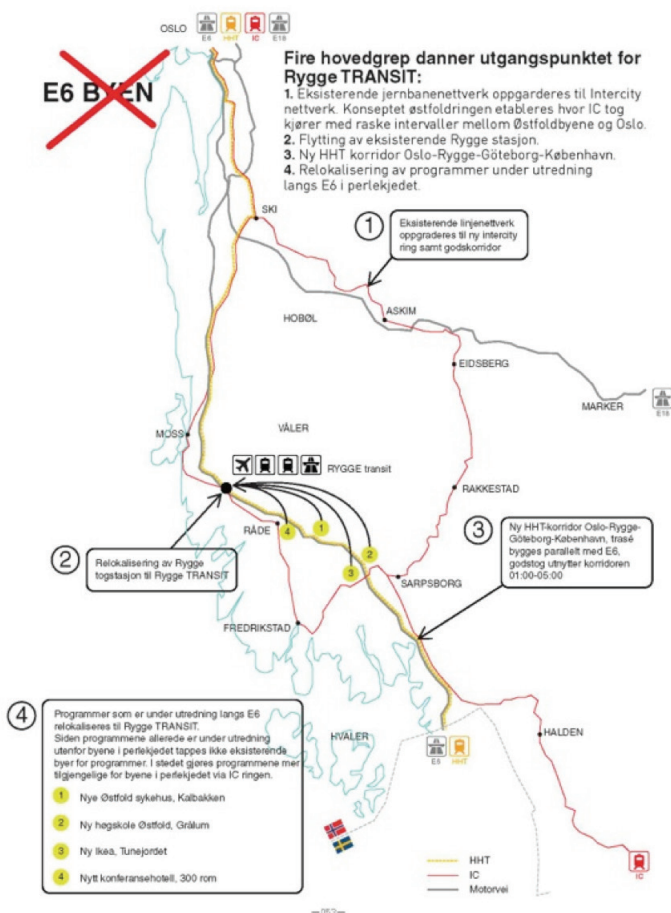 OSLO
E6
HHT
IC
E18
E6 BYEN
Fire hovedgrep danner utgangspunktet for
Rygge TRANSIT:
1. Eksisterende jernbanenettverk oppgarderes til Intercity
nettverk. Konseptet østfoldringen etableres hvor IC tog
kjører med raske intervaller mellom Østfoldbyene og Oslo.
2. Flytting av eksisterende Rygge stasjon.
3. Ny HHT korridor Oslo-Rygge-Göteborg-København.
4. Relokalisering av programmer under utredning
langs E6 i perlekjedet.
SKI
1
Eksisterende linjenettverk
oppgraderes til ny intercity
ring samt godskorridor
HOBØL
ASKIM
EIDSBERG
MARKER
E18
MOSS
VÅLER
RYGGE transit
RAKKESTAD
RÅDE
4
1
2
3
2
Relokalisering av Rygge
togstasjon til Rygge TRANSIT
3
Ny HHT-korridor Oslo-Rygge-
Göteborg-København, trasé
bygges parallelt med E6,
godstog utnytter korridoren
01:00-05:00
SARPSBORG
FREDRIKSTAD
4
Programmer som er under utredning langs E6
relokaliseres til Rygge TRANSIT.
Siden programmene allerede er under utredning
utenfor byene i perlekjedet tappes ikke eksisterende
byer for programmer. I stedet gjøres programmene mer
tilgjengelige for byene i perlekjedet via IC ringen.
1 Nye Østfold sykehus, Kalbakken
2 Ny høgskole Østfold, Grålum
3 Ny Ikea, Tunejordet
4 Nytt konferansehotell, 300 rom
HVALER
E6
HHT
HALDEN
IC
HHT
IC
Motorvei